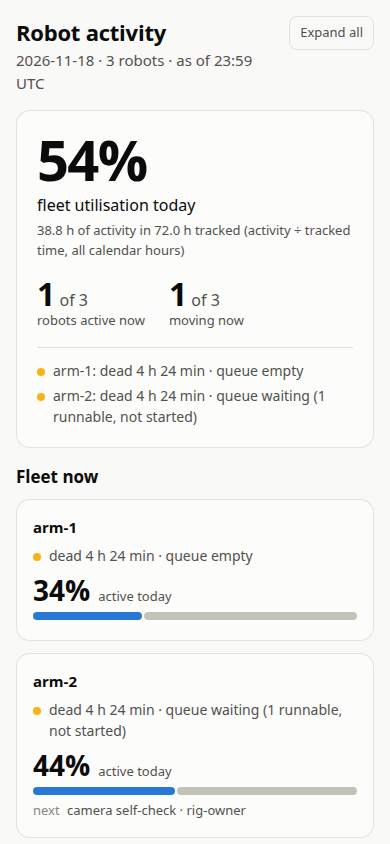 Robot activity
Expand all
2026-11-18 · 3 robots · as of 23:59
UTC
54%
fleet utilisation today
38.8 h of activity in 72.0 h tracked (activity ÷ tracked
time, all calendar hours)
1 of 3
robots active now
1 of 3
moving now
arm-1: dead 4 h 24 min · queue empty
arm-2: dead 4 h 24 min · queue waiting (1
runnable, not started)
Fleet now
arm-1
dead 4 h 24 min · queue empty
34% active today
arm-2
dead 4 h 24 min · queue waiting (1 runnable,
not started)
44% active today
next camera self-check · rig-owner